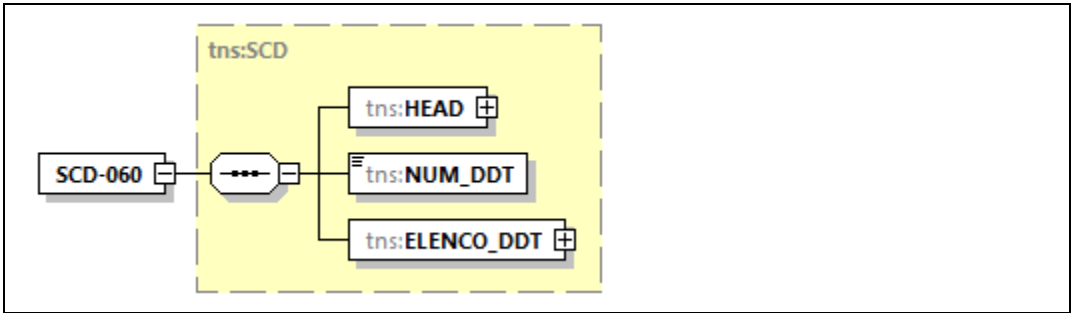 tns:SCD
tns:HEAD
SCD-060
tns:NUM_DDT
tns:ELENCO_DDT